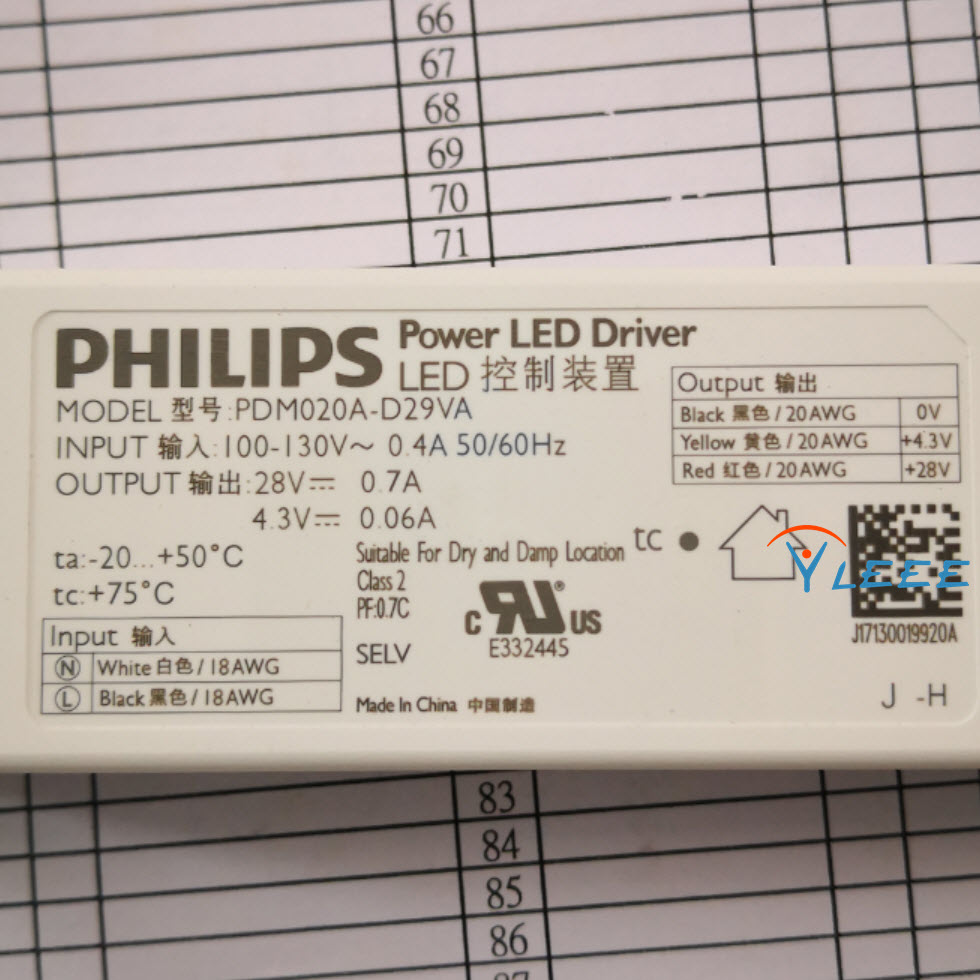 66
67
68
69
70
71
PHILIPS Power LED Driver
LED 控制装置
MODEL 型号:PDM020A-D29VA
INPUT 输入:100-130V～ 0.4A 50/60Hz
OUTPUT 输出:28V⎓ 0.7A
4.3V⎓ 0.06A
ta:-20...+50°C
tc:+75°C
Input 输入
N White 白色/18AWG
L Black 黑色/18AWG
Suitable For Dry and Damp Location
Class 2
PF:0.7C
SELV
Made In China 中国制造
c RU ® US
E332445
Output 输出
Black 黑色/20AWG 0V
Yellow 黄色/20AWG +4.3V
Red 红色/20AWG +28V
tc
YLEEE
J17130019920A
J -H
83
84
85
86